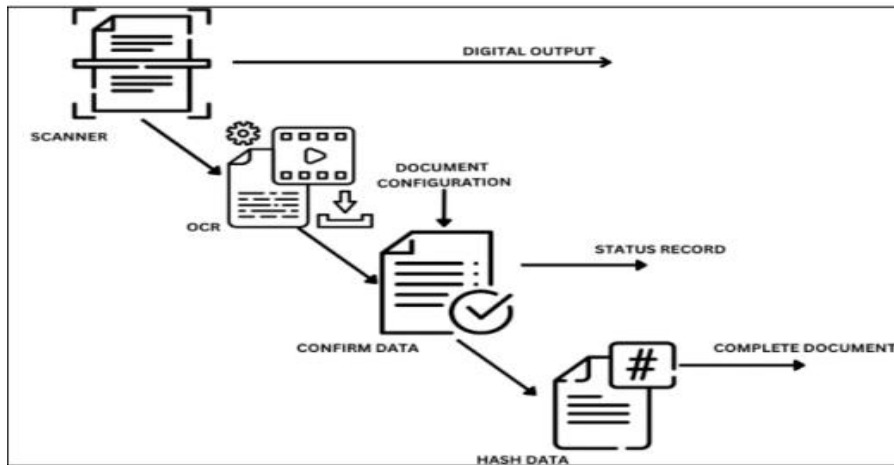 DIGITAL OUTPUT
SCANNER
DOCUMENT
CONFIGURATION
OCR
STATUS RECORD
CONFIRM DATA
COMPLETE DOCUMENT
#
HASH DATA